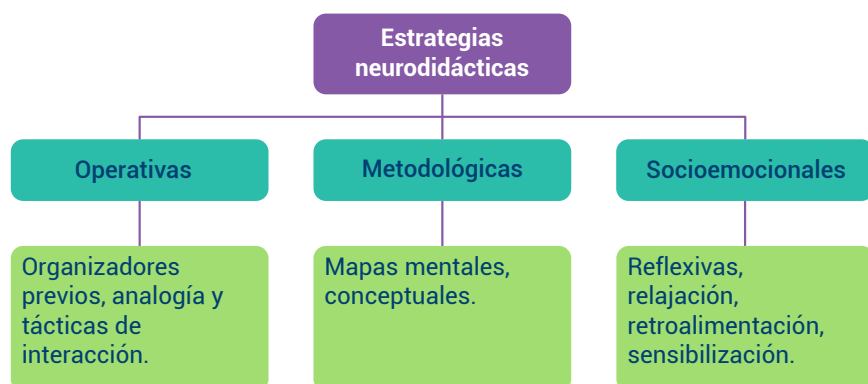 Estrategias
neurodidácticas
Operativas
Metodológicas
Socioemocionales
Organizadores
previos, analogía y
tácticas de
interacción.
Mapas mentales,
conceptuales.
Reflexivas,
relajación,
retroalimentación,
sensibilización.